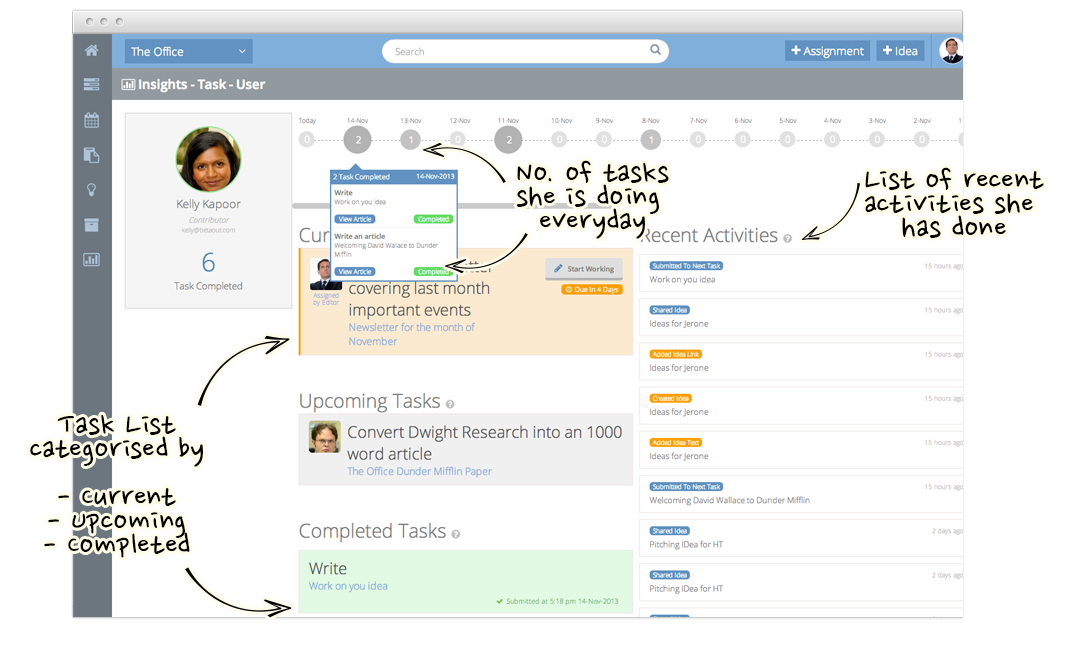 The Office
Search
+ Assignment
+ Idea
Insights - Task - User
Kelly Kapoor
Contributor
kelly@betaout.com
6
Task Completed
Today 14-Nov 13-Nov 12-Nov 11-Nov 10-Nov 9-Nov 8-Nov 7-Nov 6-Nov 5-Nov 4-Nov 3-Nov 2-Nov
0 2 1 0 2 0 0 1 0 0 0 0 0 0
2 Task Completed 14-Nov-2013
Write
Work on you idea
View Article Completed
Write an article
Welcoming David Wallace to Dunder
Mifflin
View Article Completed
No. of tasks
she is doing
everyday
List of recent
activities she
has done
Assigned
by Editor
covering last month
important events
Newsletter for the month of
November
Start Working
Due in 4 Days
Upcoming Tasks
Convert Dwight Research into an 1000
word article
The Office Dunder Mifflin Paper
Completed Tasks
Write
Work on you idea
Submitted at 5:18 pm 14-Nov-2013
Recent Activities
Submitted To Next Task 15 hours ago
Work on you idea
Shared Idea 15 hours ago
Ideas for Jerone
Added Idea Link 15 hours ago
Ideas for Jerone
Created Idea 15 hours ago
Ideas for Jerone
Added Idea Text 15 hours ago
Ideas for Jerone
Submitted To Next Task 15 hours ago
Welcoming David Wallace to Dunder Mifflin
Shared Idea 2 days ago
Pitching IDea for HT
Shared Idea 2 days ago
Pitching IDea for HT
Task List
categorised by
- current
- upcoming
- completed